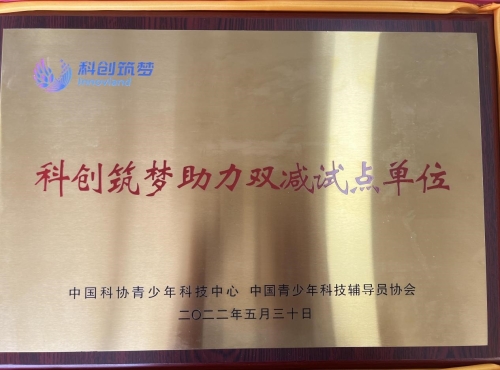 科创筑梦
科创筑梦助力双减试点单位
中国科协青少年科技中心 中国青少年科技辅导员协会
二〇二二年五月三十日